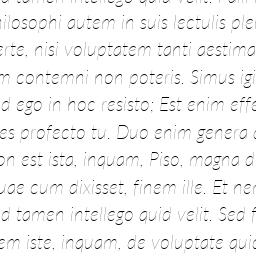 d tamen intellego quid velit. 
hilosophi autem in suis lectulis ple
erte, nisi voluptatem tanti aestima
m contemni non poteris. Simus igi
d ego in hoc resisto; Est enim effe
es profecto tu. Duo enim genera
on est ista, inquam, Piso, magna d
uae cum dixisset, finem ille. Et ne
d tamen intellego quid velit. Sed f
em iste, inquam, de voluptate quid